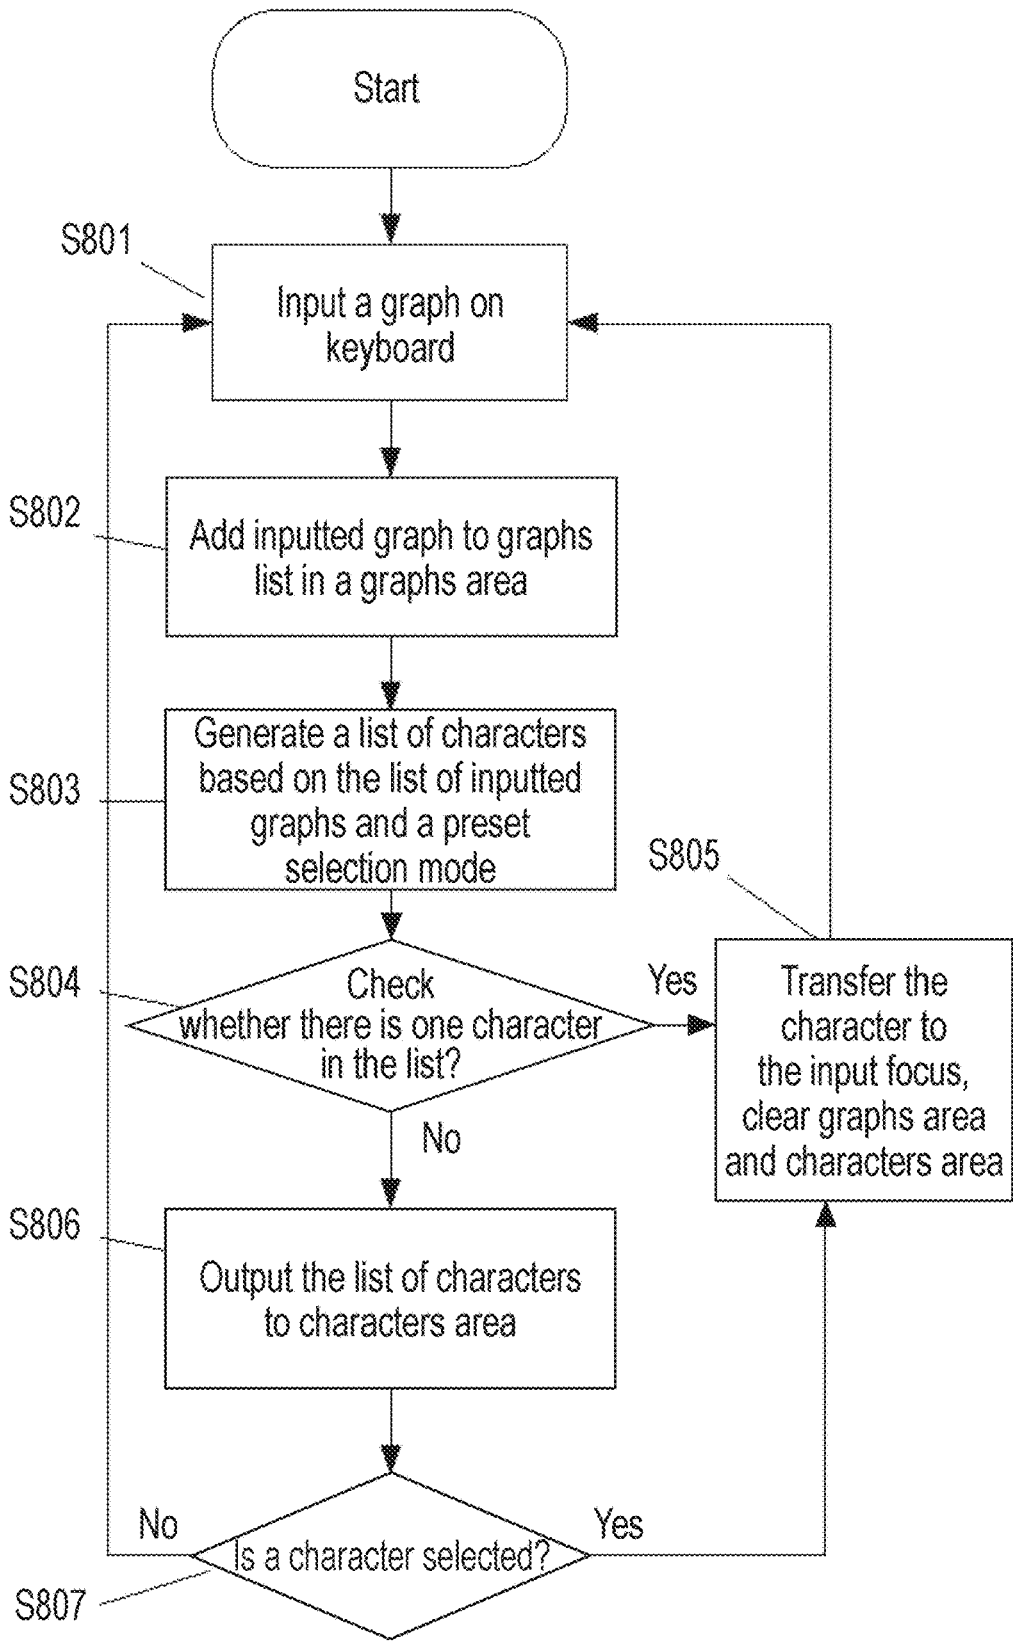 Start
S801
Input a graph on
keyboard
S802
Add inputted graph to graphs
list in a graphs area
S803
Generate a list of characters
based on the list of inputted
graphs and a preset
selection mode
S804
Check
whether there is one character
in the list?
Yes
No
S805
Transfer the
character to
the input focus,
clear graphs area
and characters area
S806
Output the list of characters
to characters area
No
Is a character selected?
Yes
S807